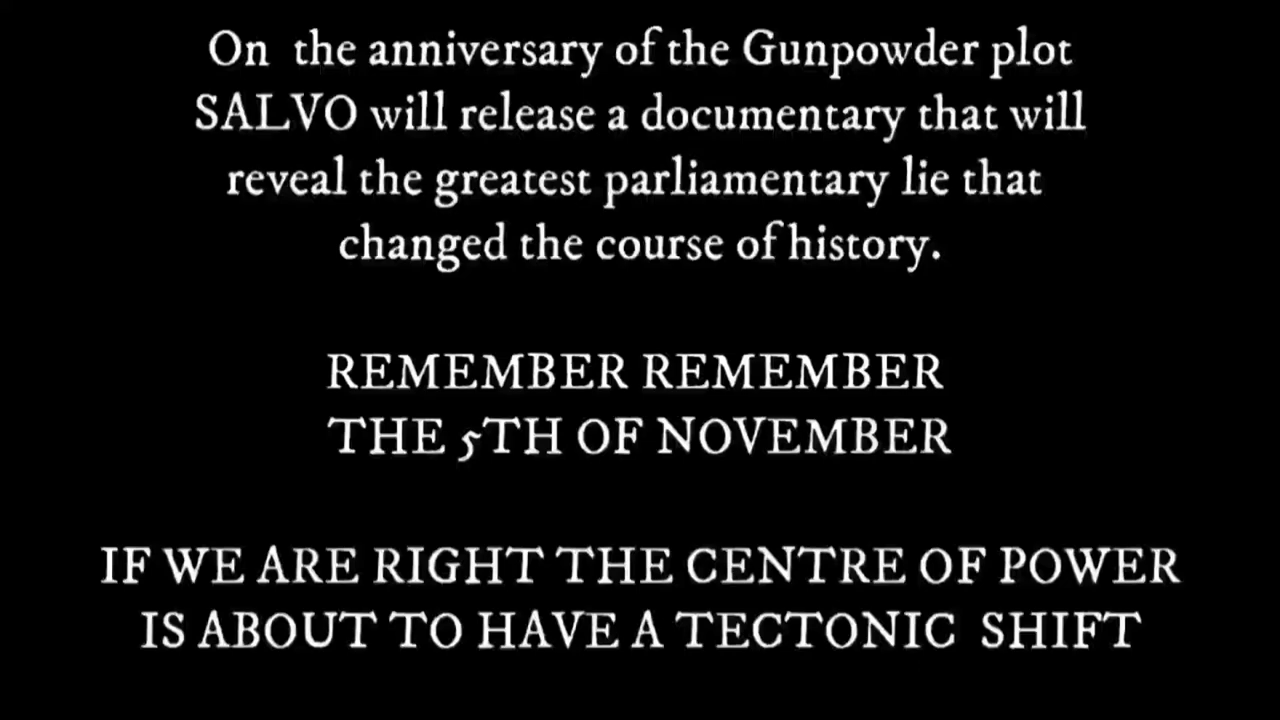 On the anniversary of the Gunpowder plot
SALVO will release a documentary that will
reveal the greatest parliamentary lie that
changed the course of history.
REMEMBER REMEMBER
THE 5TH OF NOVEMBER
IF WE ARE RIGHT THE CENTRE OF POWER
IS ABOUT TO HAVE A TECTONIC SHIFT